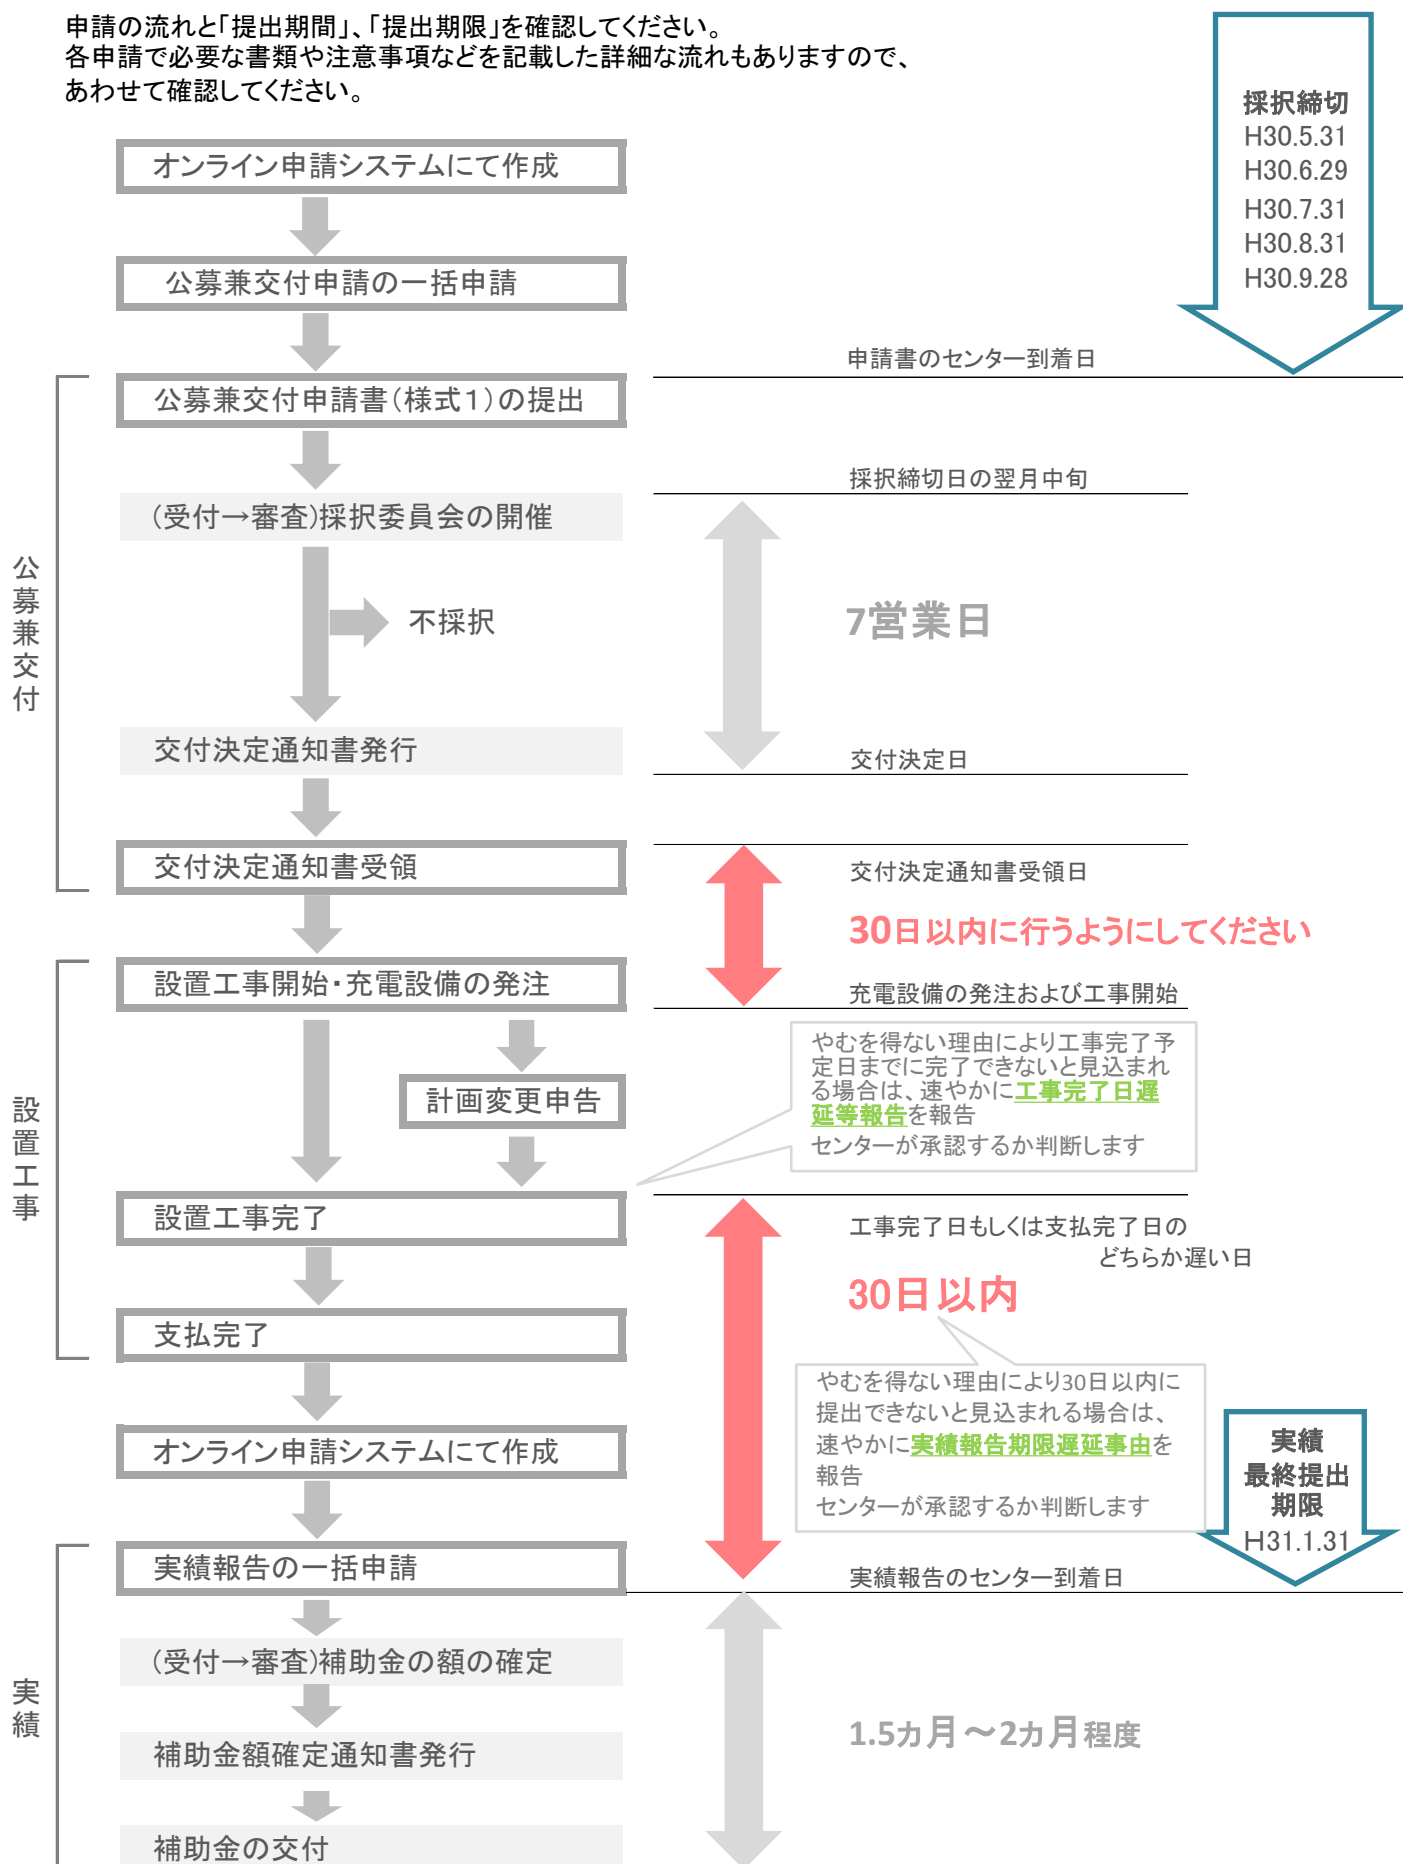 申請の流れと「提出期間」、「提出期限」を確認してください。
各申請で必要な書類や注意事項などを記載した詳細な流れもありますので、
あわせて確認してください。
採択締切
H30.5.31
H30.6.29
H30.7.31
H30.8.31
H30.9.28
オンライン申請システムにて作成
公募兼交付申請の一括申請
申請書のセンター到着日
公募兼交付
公募兼交付申請書(様式1)の提出
採択締切日の翌月中旬
(受付→審査)採択委員会の開催
不採択
7営業日
交付決定通知書発行
交付決定日
交付決定通知書受領
交付決定通知書受領日
30日以内に行うようにしてください
設置工事
設置工事開始・充電設備の発注
充電設備の発注および工事開始
やむを得ない理由により工事完了予
定日までに完了できないと見込まれ
る場合は、速やかに工事完了日遅
延等報告を報告
センターが承認するか判断します
計画変更申告
設置工事完了
工事完了日もしくは支払完了日の
どちらか遅い日
30日以内
支払完了
やむを得ない理由により30日以内に
提出できないと見込まれる場合は、
速やかに実績報告期限遅延事由を
報告
センターが承認するか判断します
オンライン申請システムにて作成
実績
最終提出
期限
H31.1.31
実績
実績報告の一括申請
実績報告のセンター到着日
(受付→審査)補助金の額の確定
1.5カ月～2カ月程度
補助金額確定通知書発行
補助金の交付